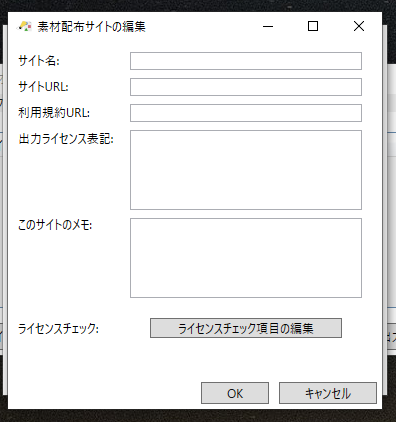 素材配布サイトの編集
サイト名:
サイトURL:
利用規約URL:
出力ライセンス表記:
このサイトのメモ:
ライセンスチェック:
ライセンスチェック項目の編集
OK
キャンセル